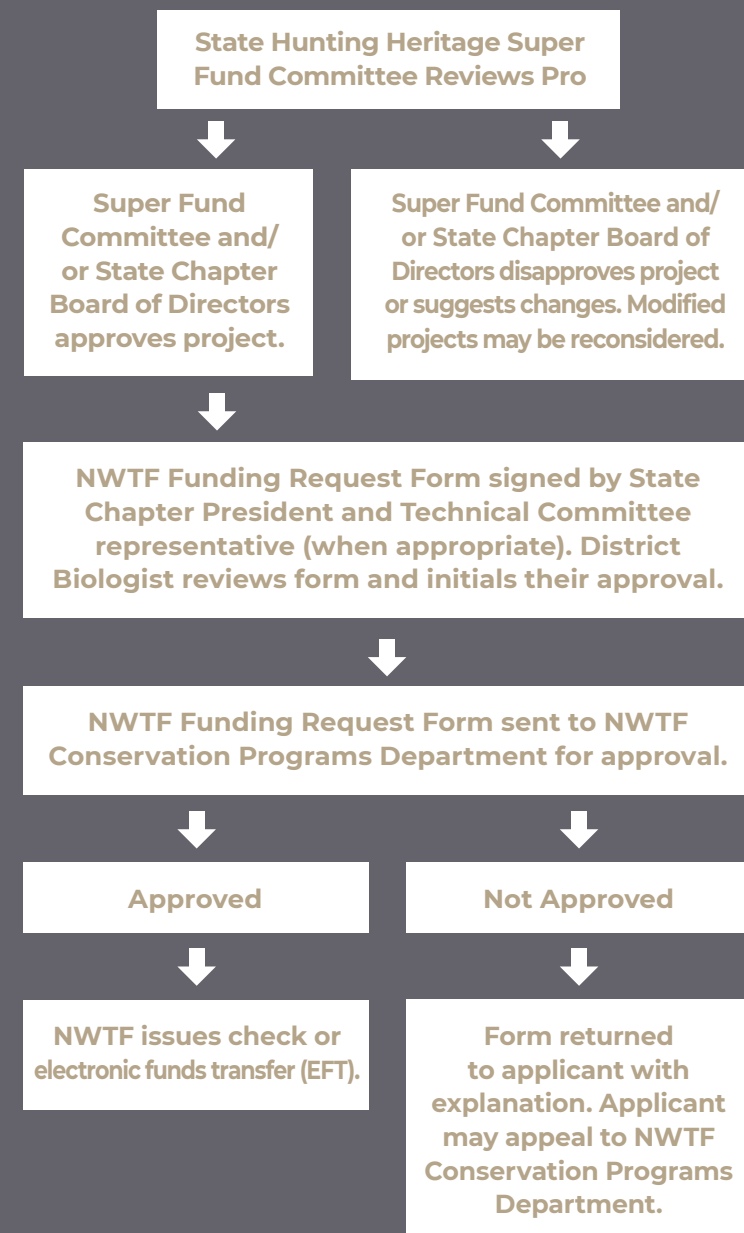 State Hunting Heritage Super
Fund Committee Reviews Pro
Super Fund
Committee and/
or State Chapter
Board of Directors
approves project.
Super Fund Committee and/
or State Chapter Board of
Directors disapproves project
or suggests changes. Modified
projects may be reconsidered.
NWTF Funding Request Form signed by State
Chapter President and Technical Committee
representative (when appropriate). District
Biologist reviews form and initials their approval.
NWTF Funding Request Form sent to NWTF
Conservation Programs Department for approval.
Approved
Not Approved
NWTF issues check or
electronic funds transfer (EFT).
Form returned
to applicant with
explanation. Applicant
may appeal to NWTF
Conservation Programs
Department.